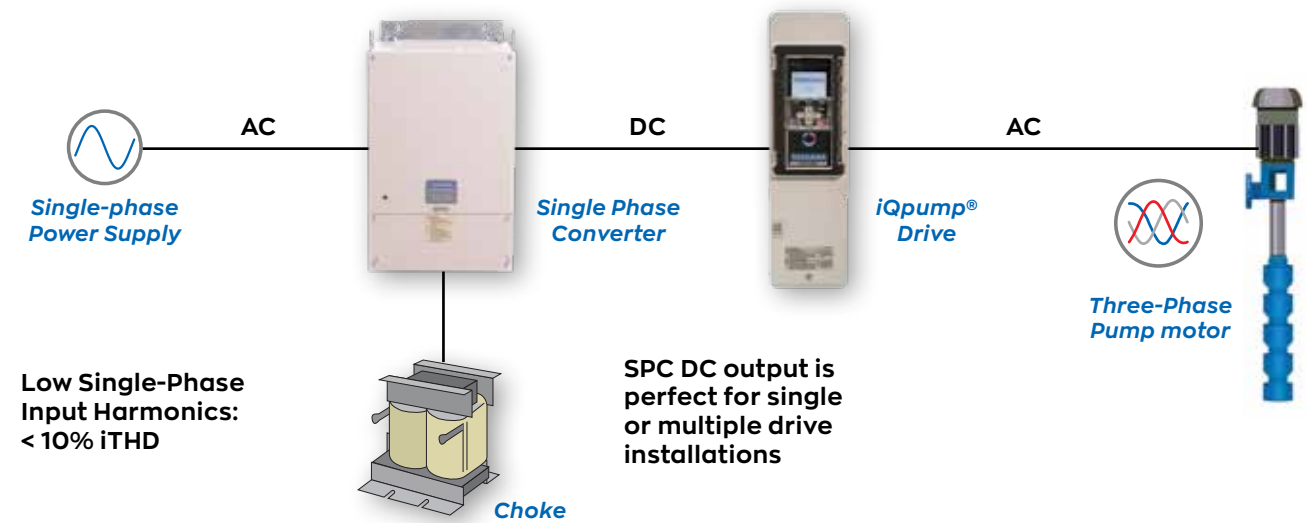 AC
DC
AC
Single-phase
Power Supply
Single Phase
Converter
iQpump®
Drive
Three-Phase
Pump motor
Low Single-Phase
Input Harmonics:
< 10% iTHD
SPC DC output is
perfect for single
or multiple drive
installations
Choke